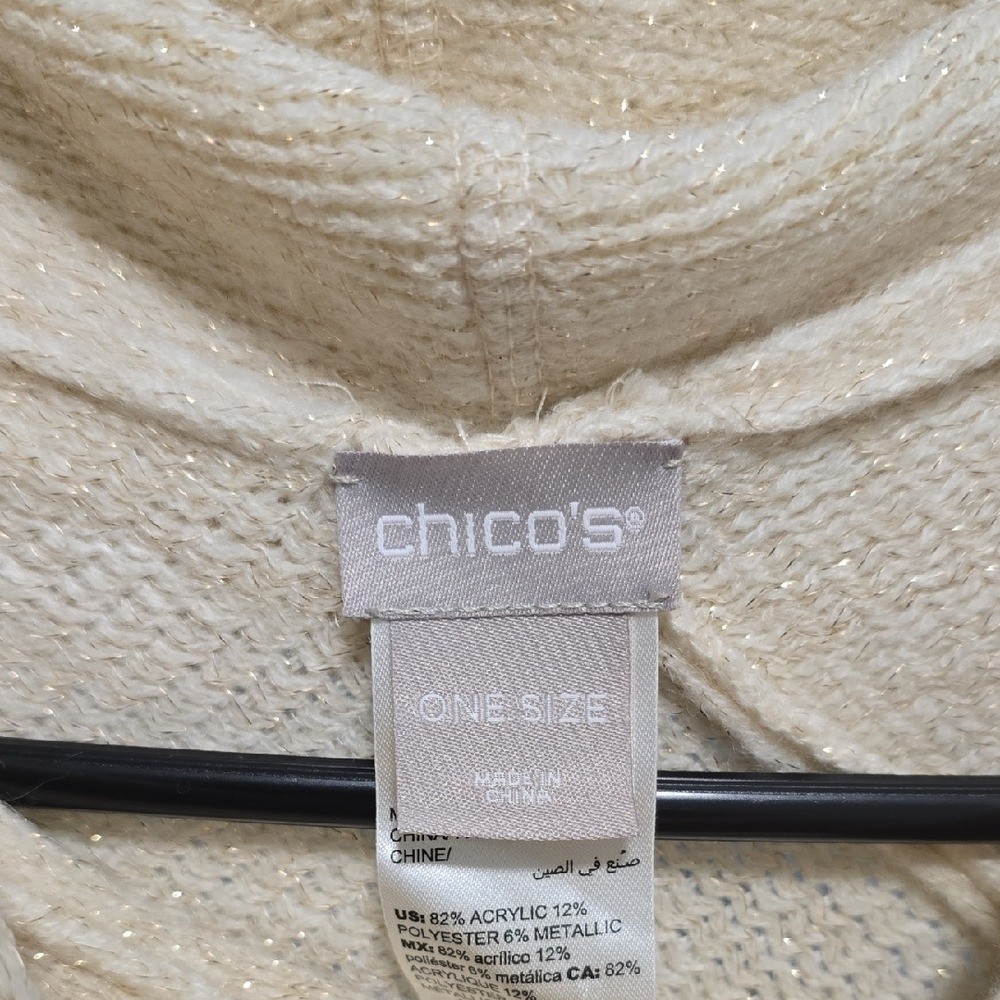 chico's®
ONE SIZE
MADE IN
CHINA
CHINA
CHINE/
صنع في الصين
US: 82% ACRYLIC 12%
POLYESTER 6% METALLIC
MX: 82% acrílico 12%
poliéster 6% metálica CA: 82%
ACRYLIQUE 12%
POLYESTER